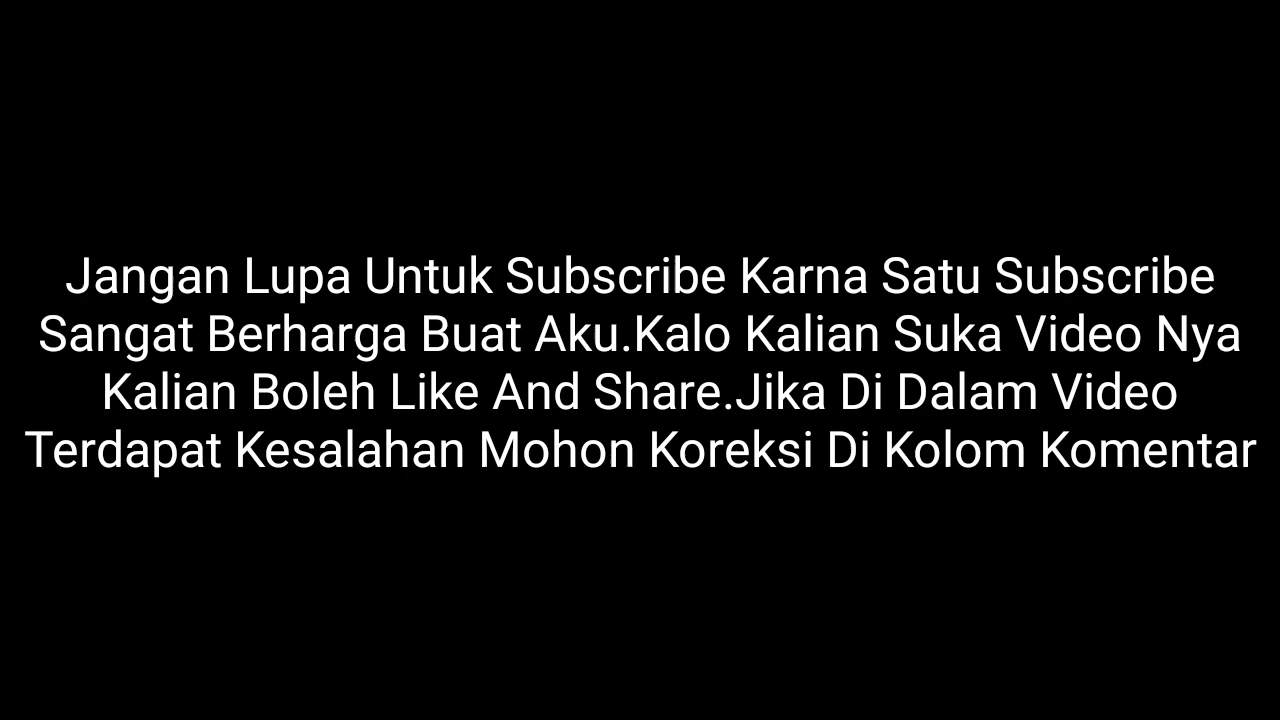 Jangan Lupa Untuk Subscribe Karna Satu Subscribe
Sangat Berharga Buat Aku.Kalo Kalian Suka Video Nya
Kalian Boleh Like And Share.Jika Di Dalam Video
Terdapat Kesalahan Mohon Koreksi Di Kolom Komentar